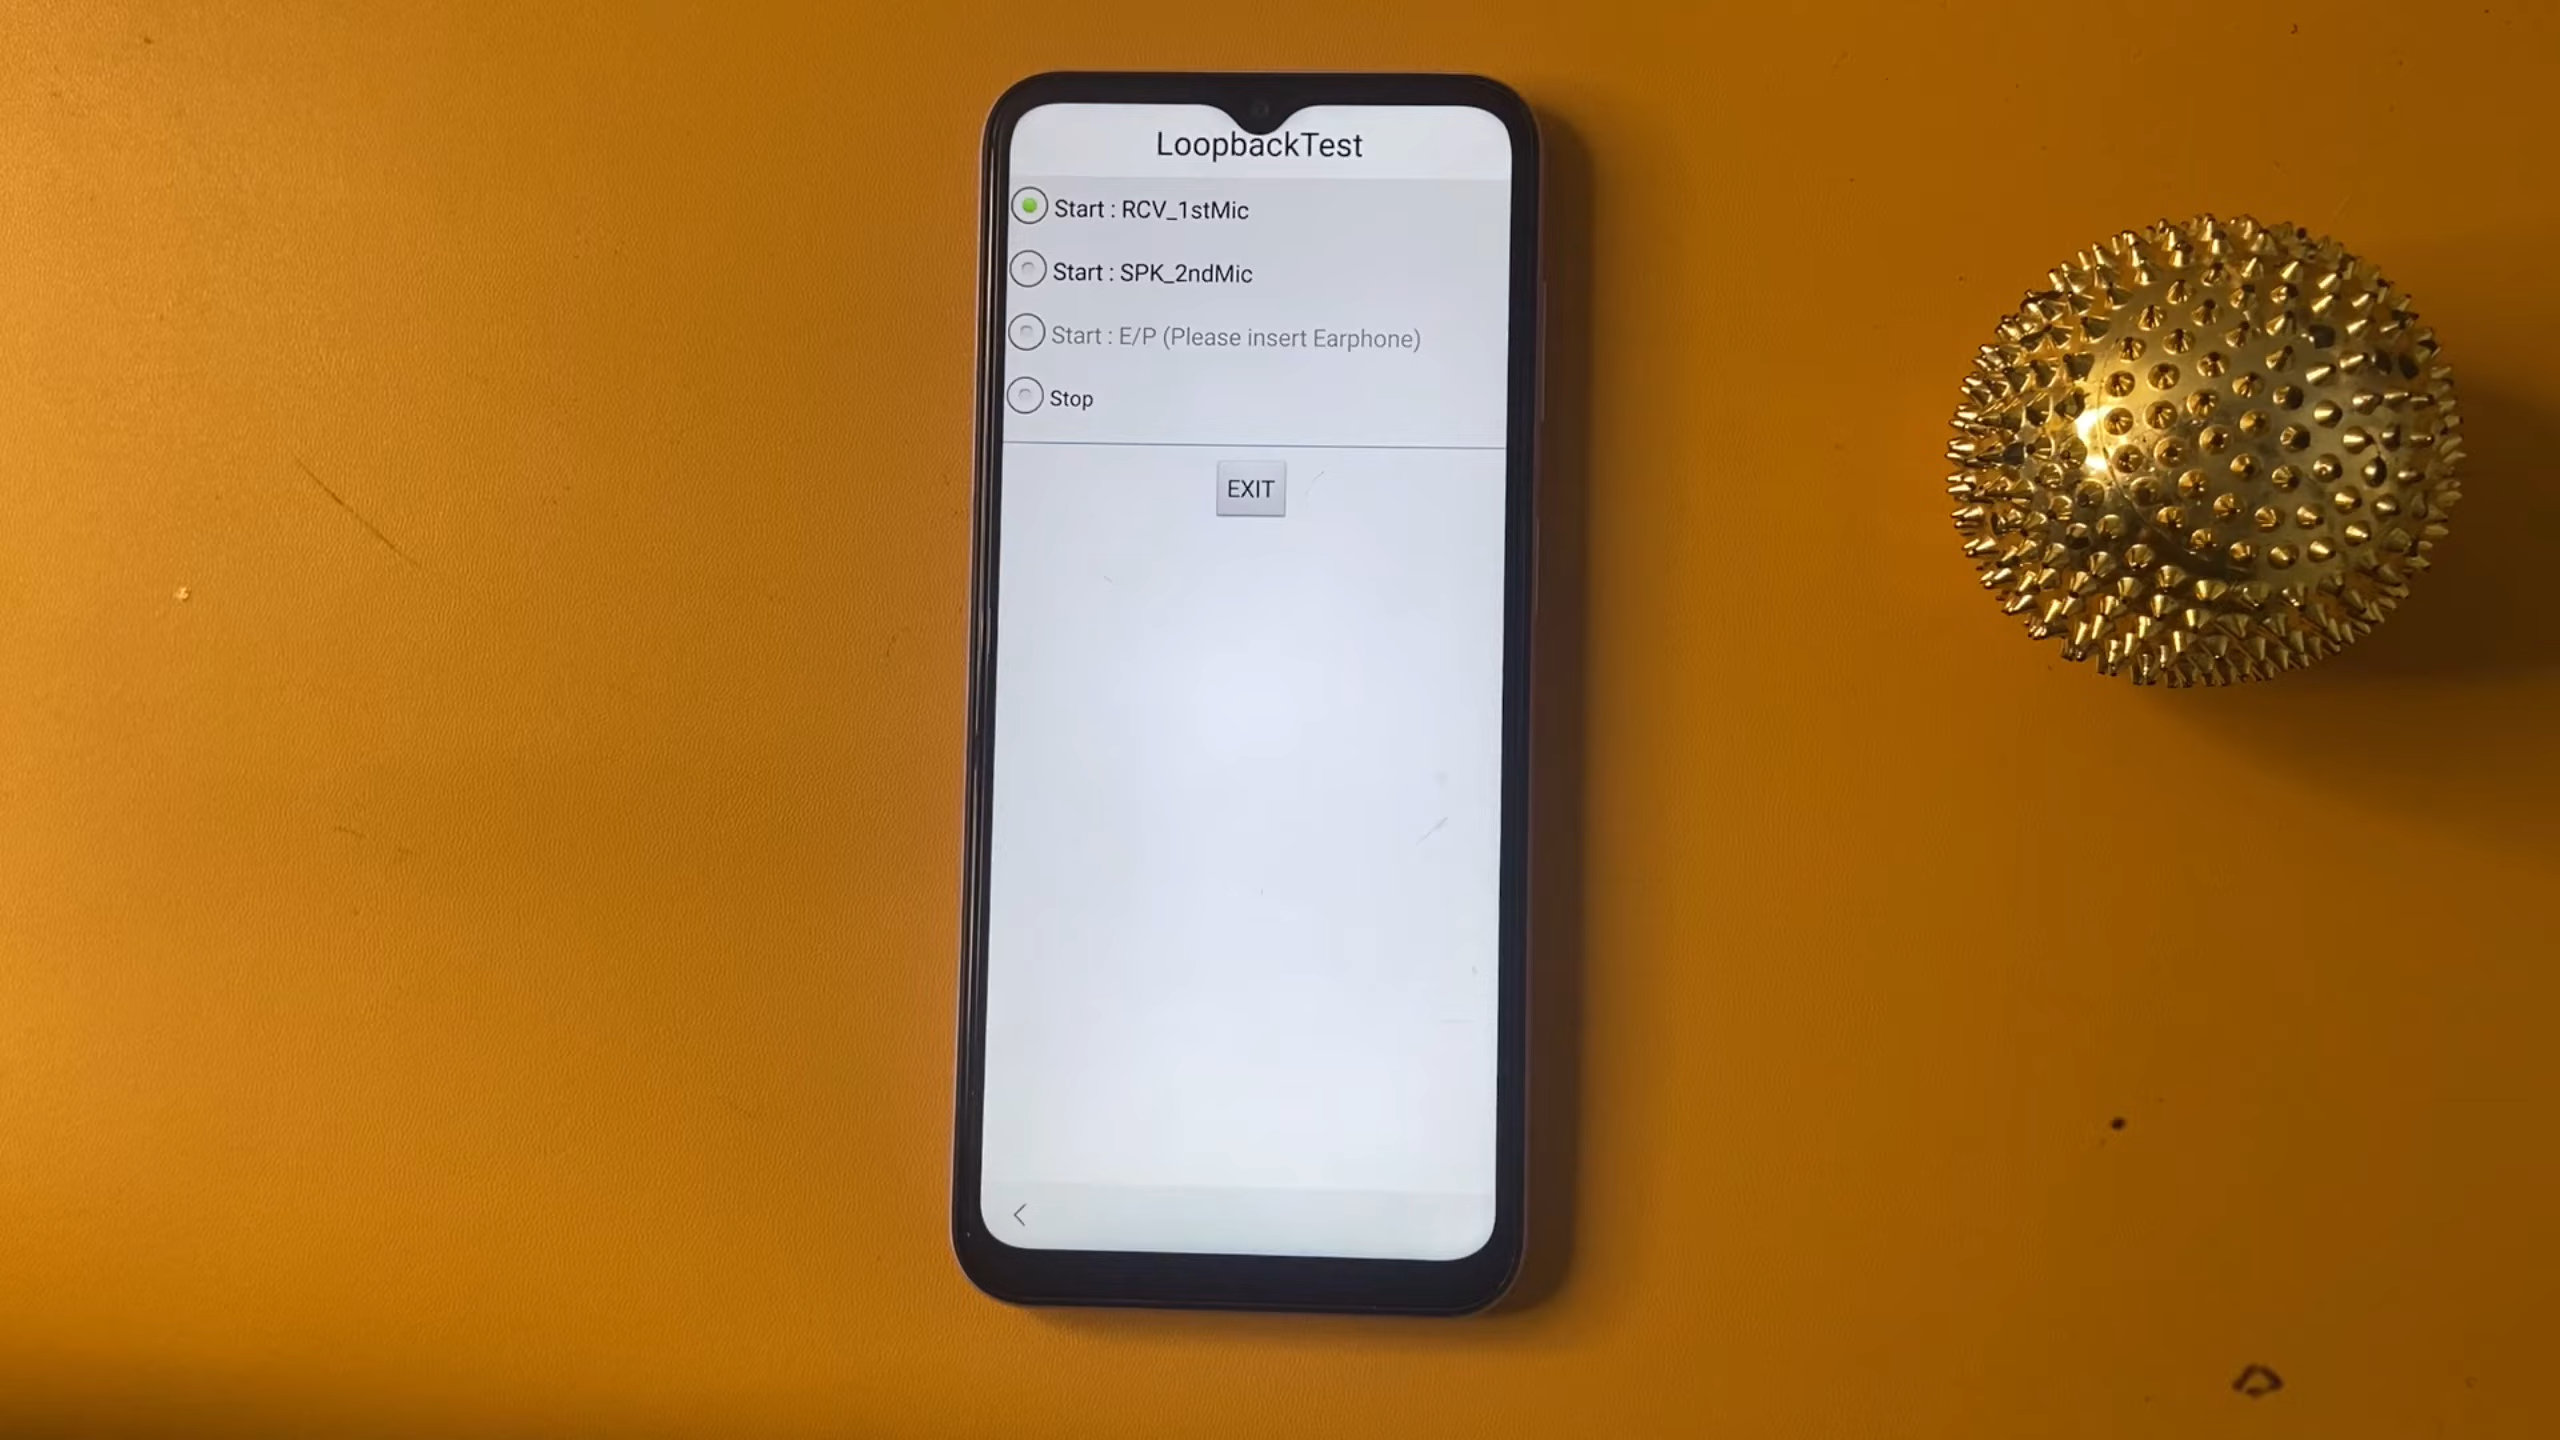 LoopbackTest
Start : RCV_1stMic
Start : SPK_2ndMic
Start : E/P (Please insert Earphone)
Stop
EXIT